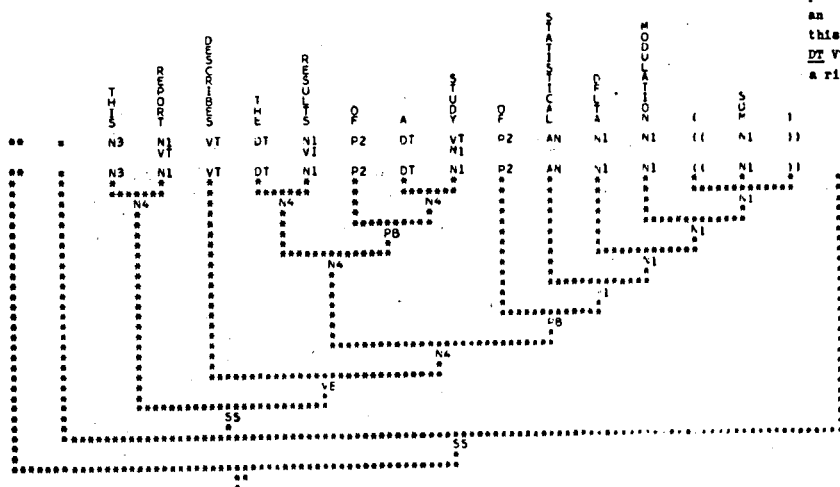 an
this
DT V
a ri
THIS REPORT DESCRIBES THE RESULTS OF A STUDY OF STATISTICAL DELTA MODULATION ( )
** N3 N1 VT DT N1 P2 DT VT P2 AN N1 N1 (( N1 ))
VT VI N1
** N3 N1 VT DT N1 P2 DT N1 P2 AN N1 N1 (( N1 ))
N4 N4 N4 N1
PB N1
N4 N1
PB
N4
VE
SS
SS